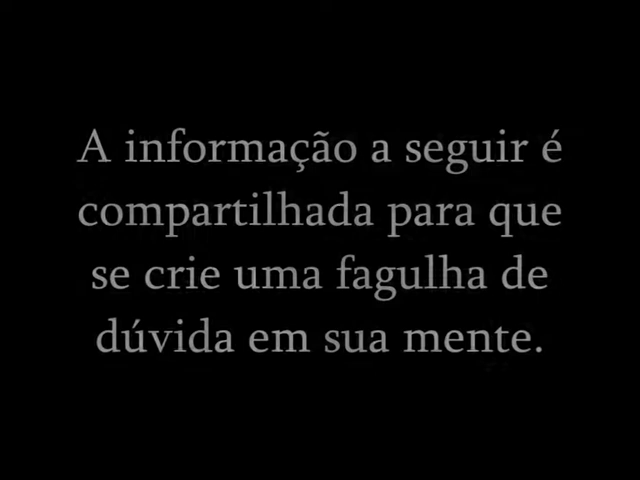 A informação a seguir é
compartilhada para que
se crie uma fagulha de
dúvida em sua mente.